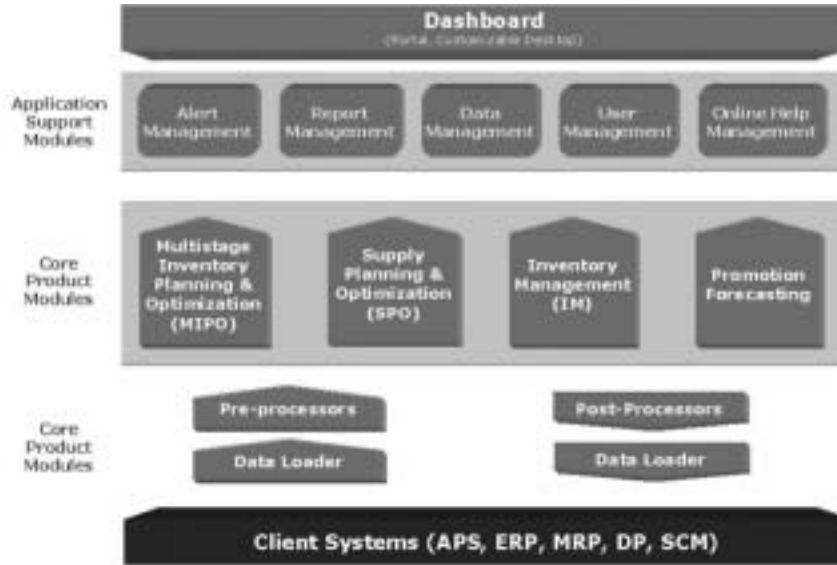 Dashboard
(Portal, Customizable Desktop)
Application
Support
Modules
Alert
Management
Report
Management
Data
Management
User
Management
Online Help
Management
Core
Product
Modules
Multistage
Inventory
Planning &
Optimization
(MIPO)
Supply
Planning &
Optimization
(SPO)
Inventory
Management
(IM)
Promotion
Forecasting
Core
Product
Modules
Pre-processors
Data Loader
Post-Processors
Data Loader
Client Systems (APS, ERP, MRP, DP, SCM)